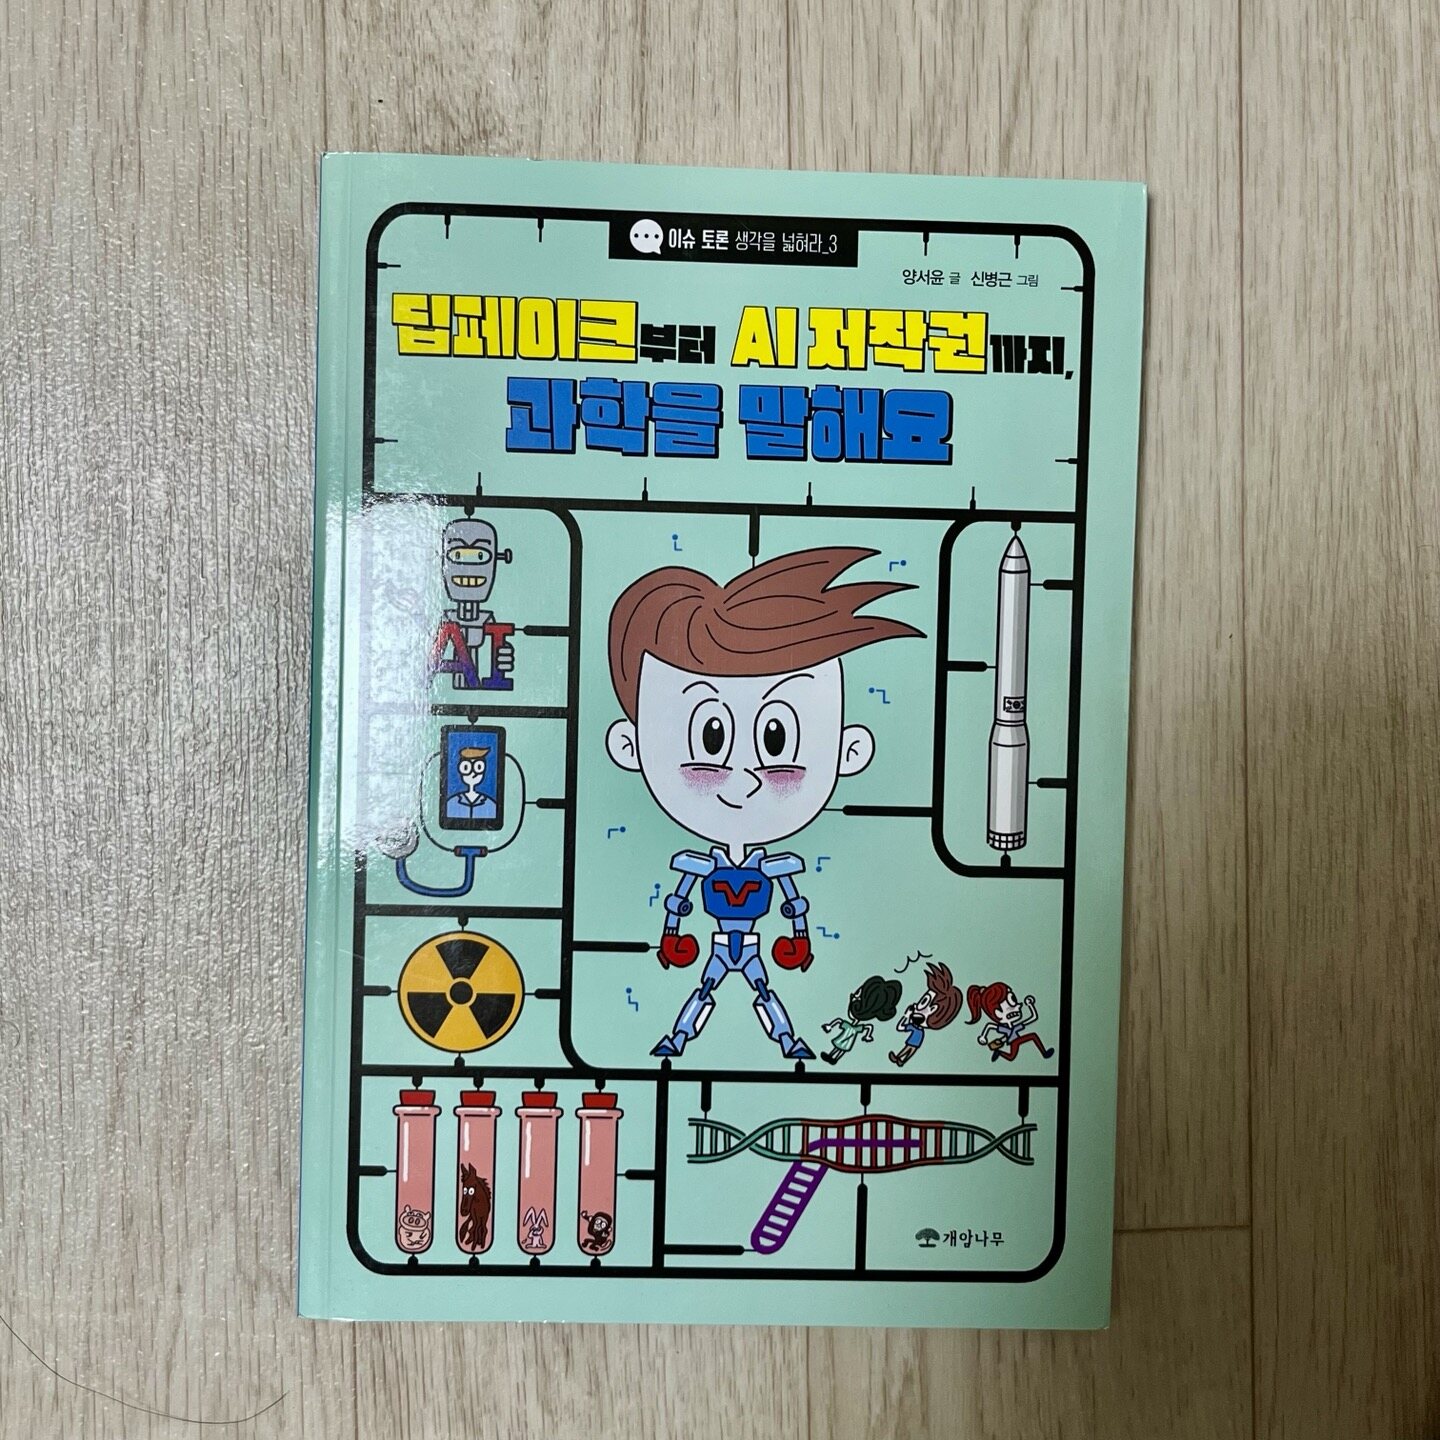 이슈 토론 생각을 넓혀라_3
양서윤 글 신병근 그림
딥페이크부터 AI 저작권까지,
과학을 말해요
AI
개암나무